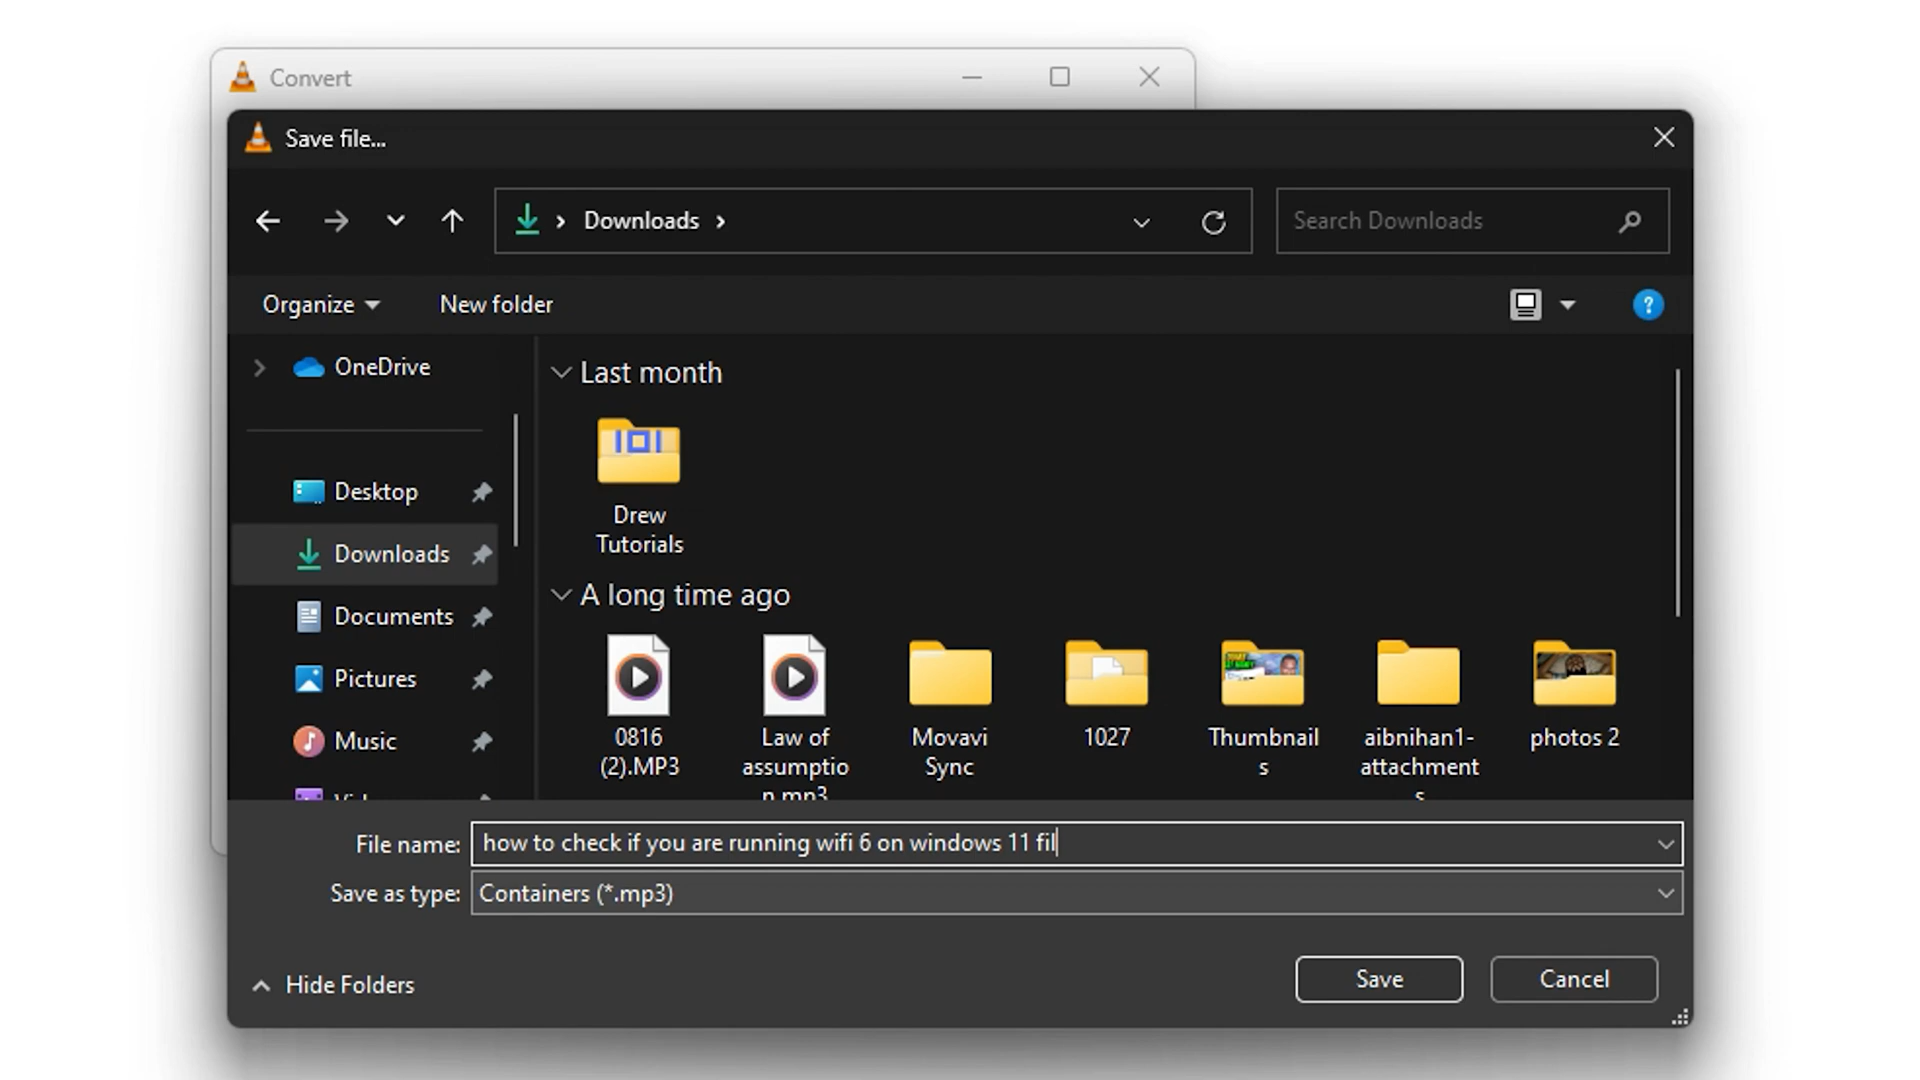 Convert
Save file...
Downloads
Search Downloads
Organize
New folder
OneDrive
Desktop
Downloads
Documents
Pictures
Music
Last month
Drew
Tutorials
A long time ago
0816
(2).MP3
Law of
assumptio
n.mp3
Movavi
Sync
1027
Thumbnail
s
aibnihan1-
attachment
s
photos 2
File name:
how to check if you are running wifi 6 on windows 11 fil
Save as type:
Containers (*.mp3)
Hide Folders
Save
Cancel